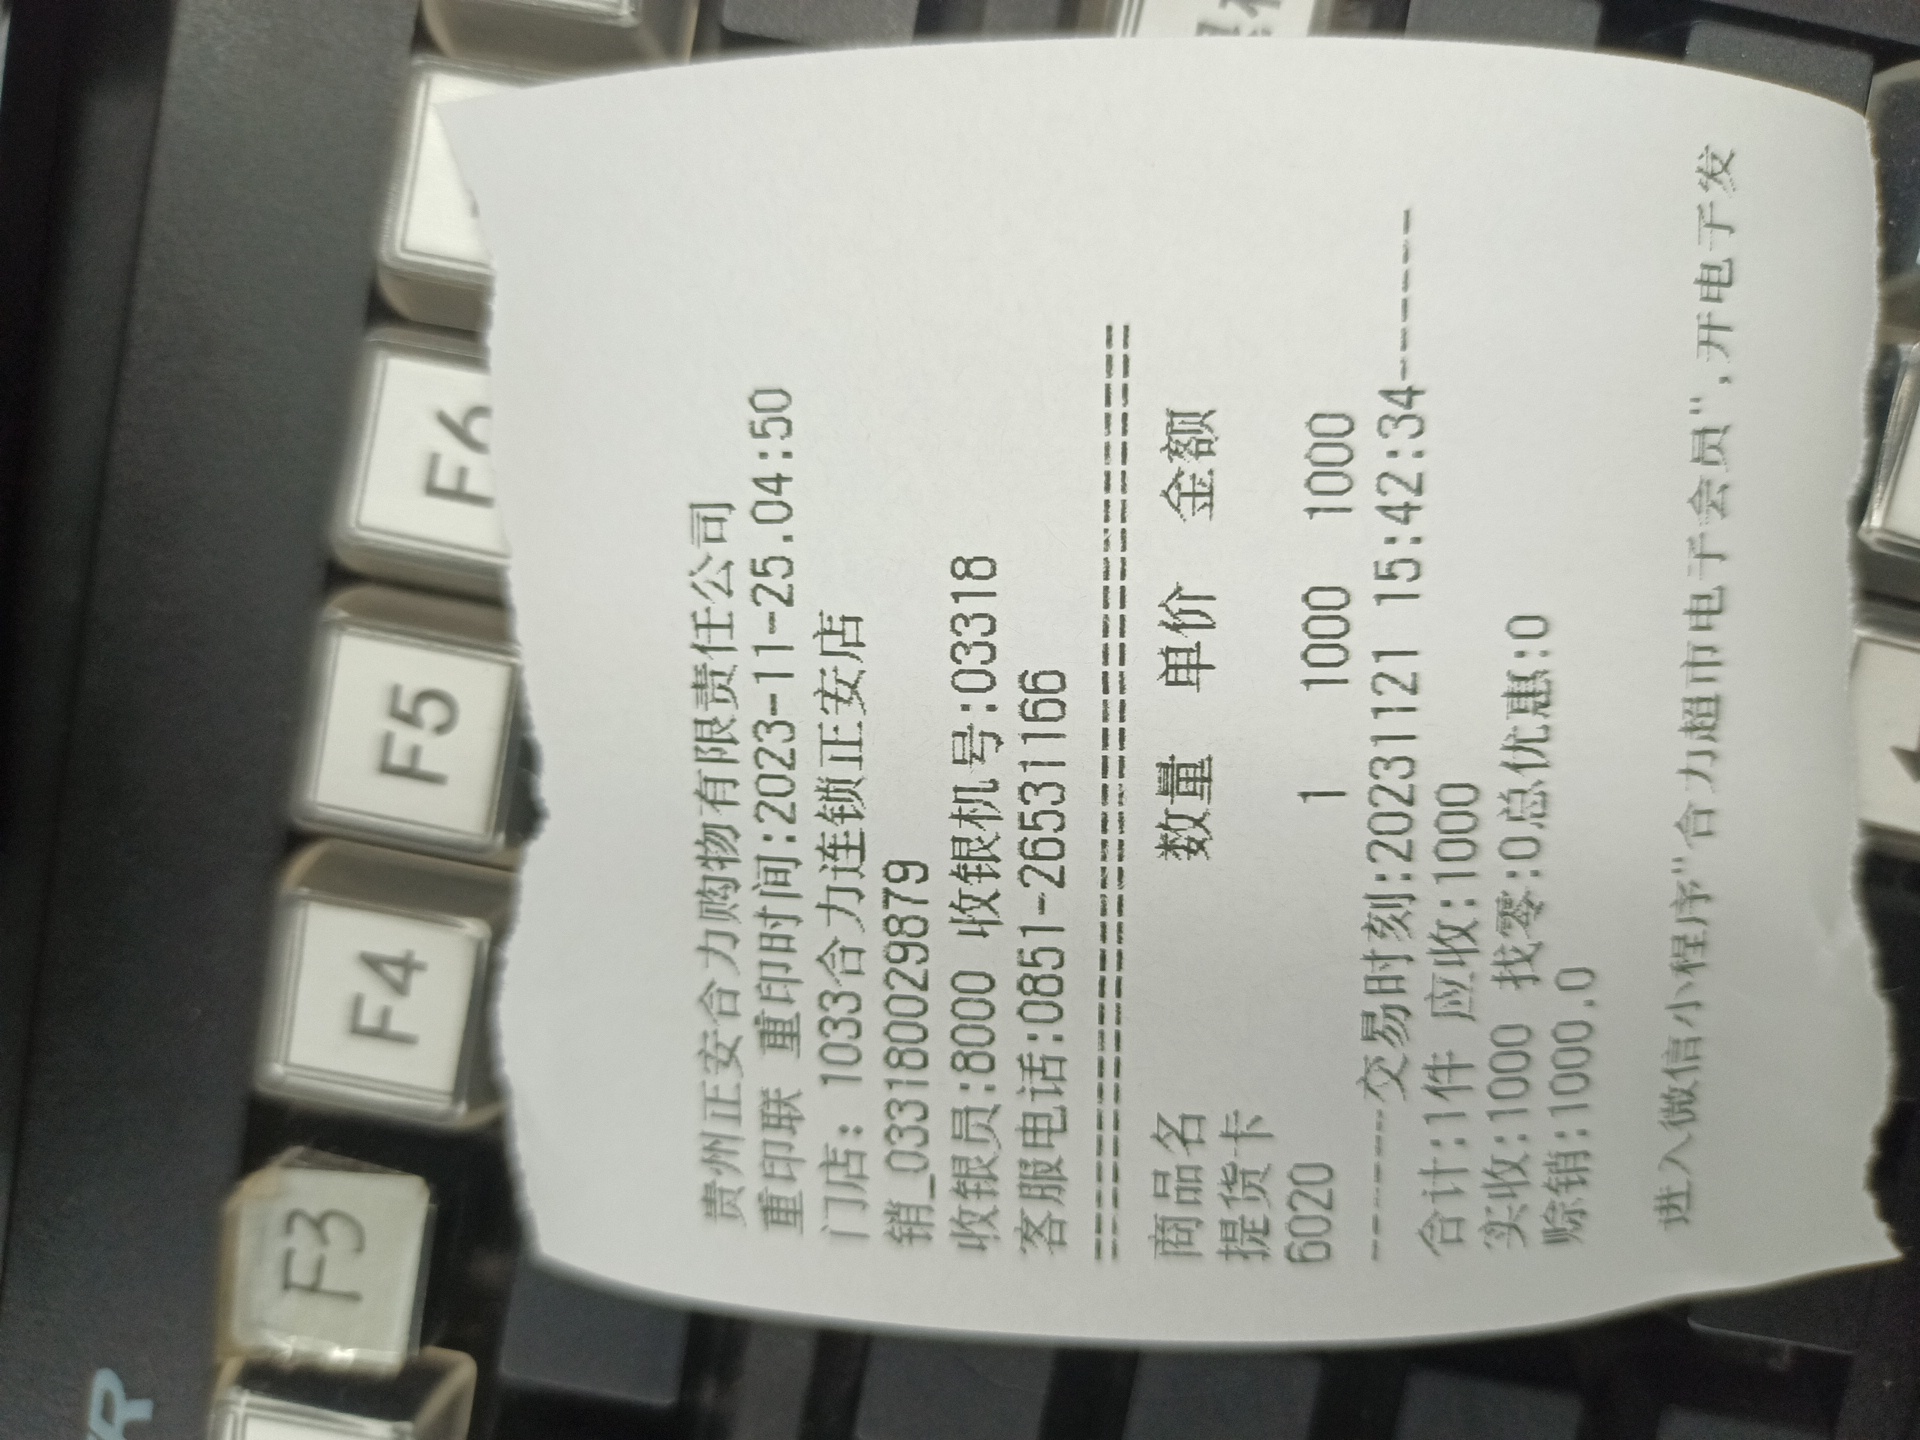 贵州正安合力购物有限责任公司
重印联 重印时间:2023-11-25.04:50
门店: 1033合力连锁正安店
销_033180029879
收银员:8000 收银机号:03318
客服电话:0851-26531166
================================
商品名 数量 单价 金额
提货卡
6020 1 1000 1000
-------交易时刻:20231121 15:42:34-------
合计:1件 应收:1000
实收:1000 找零:0总优惠:0
赊销:1000.0
进入微信小程序"合力超市电子会员",开电子发
F3
F4
F5
F6